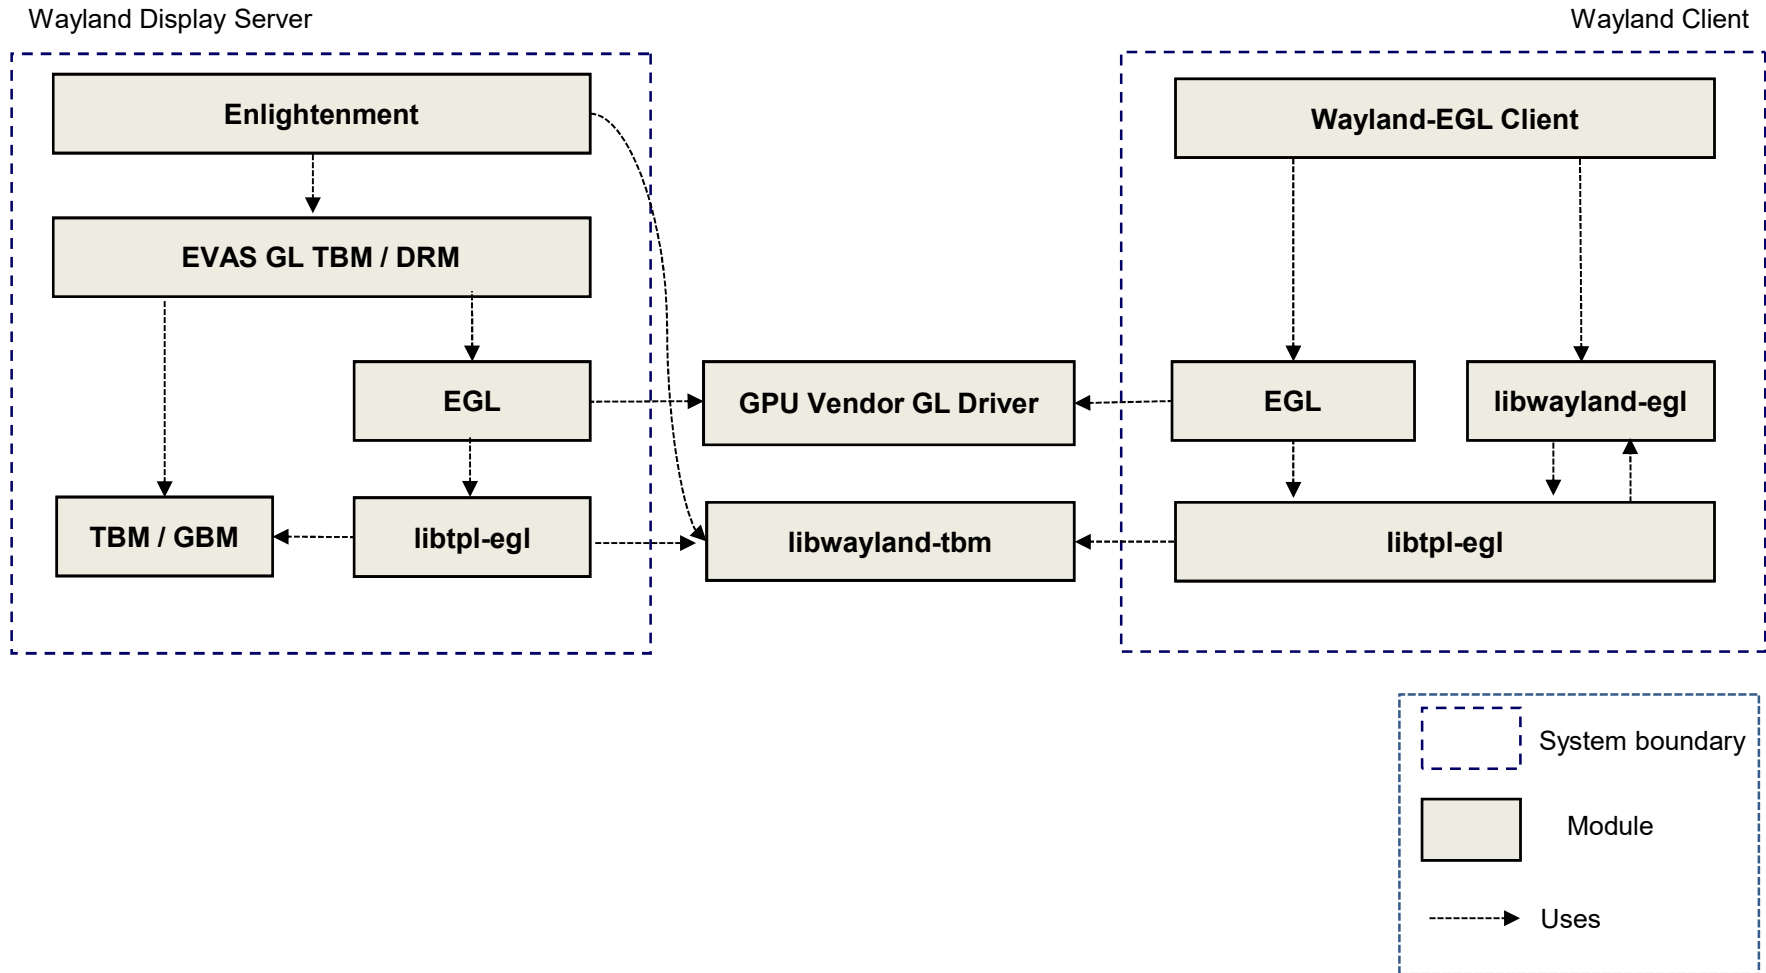 Wayland Display Server
Wayland Client
Enlightenment
Wayland-EGL Client
EVAS GL TBM / DRM
EGL
GPU Vendor GL Driver
EGL
libwayland-egl
TBM / GBM
libtpl-egl
libwayland-tbm
libtpl-egl
System boundary
Module
Uses